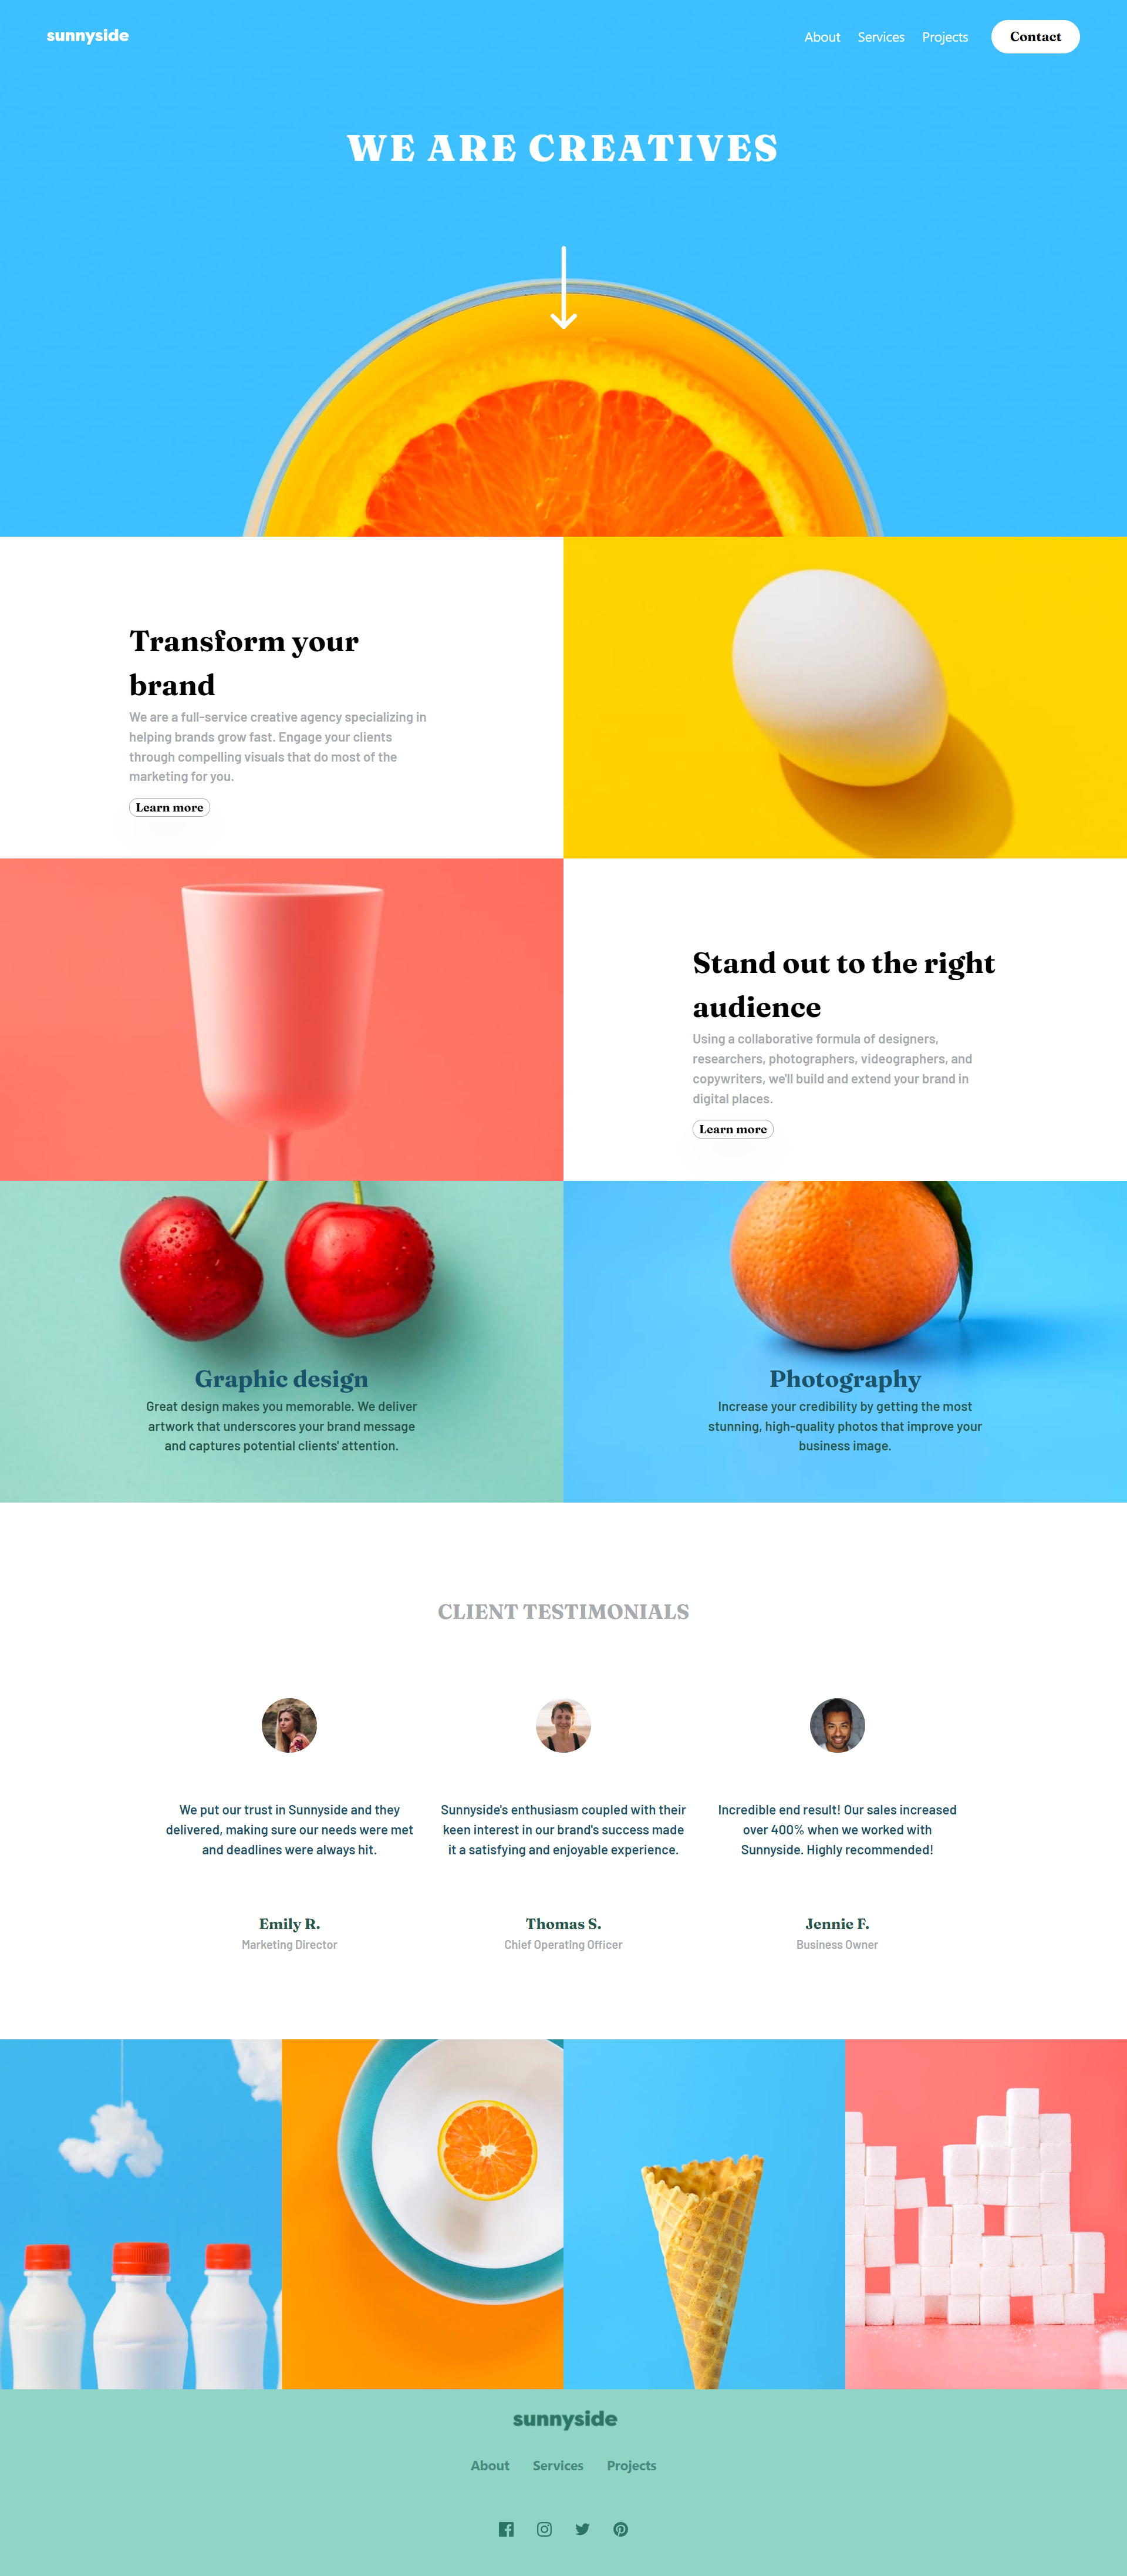 sunnyside
About Services Projects Contact
WE ARE CREATIVES
Transform your
brand
We are a full-service creative agency specializing in
helping brands grow fast. Engage your clients
through compelling visuals that do most of the
marketing for you.
Learn more
Stand out to the right
audience
Using a collaborative formula of designers,
researchers, photographers, videographers, and
copywriters, we'll build and extend your brand in
digital places.
Learn more
Graphic design
Great design makes you memorable. We deliver
artwork that underscores your brand message
and captures potential clients' attention.
Photography
Increase your credibility by getting the most
stunning, high-quality photos that improve your
business image.
CLIENT TESTIMONIALS
We put our trust in Sunnyside and they
delivered, making sure our needs were met
and deadlines were always hit.
Emily R.
Marketing Director
Sunnyside's enthusiasm coupled with their
keen interest in our brand's success made
it a satisfying and enjoyable experience.
Thomas S.
Chief Operating Officer
Incredible end result! Our sales increased
over 400% when we worked with
Sunnyside. Highly recommended!
Jennie F.
Business Owner
sunnyside
About Services Projects